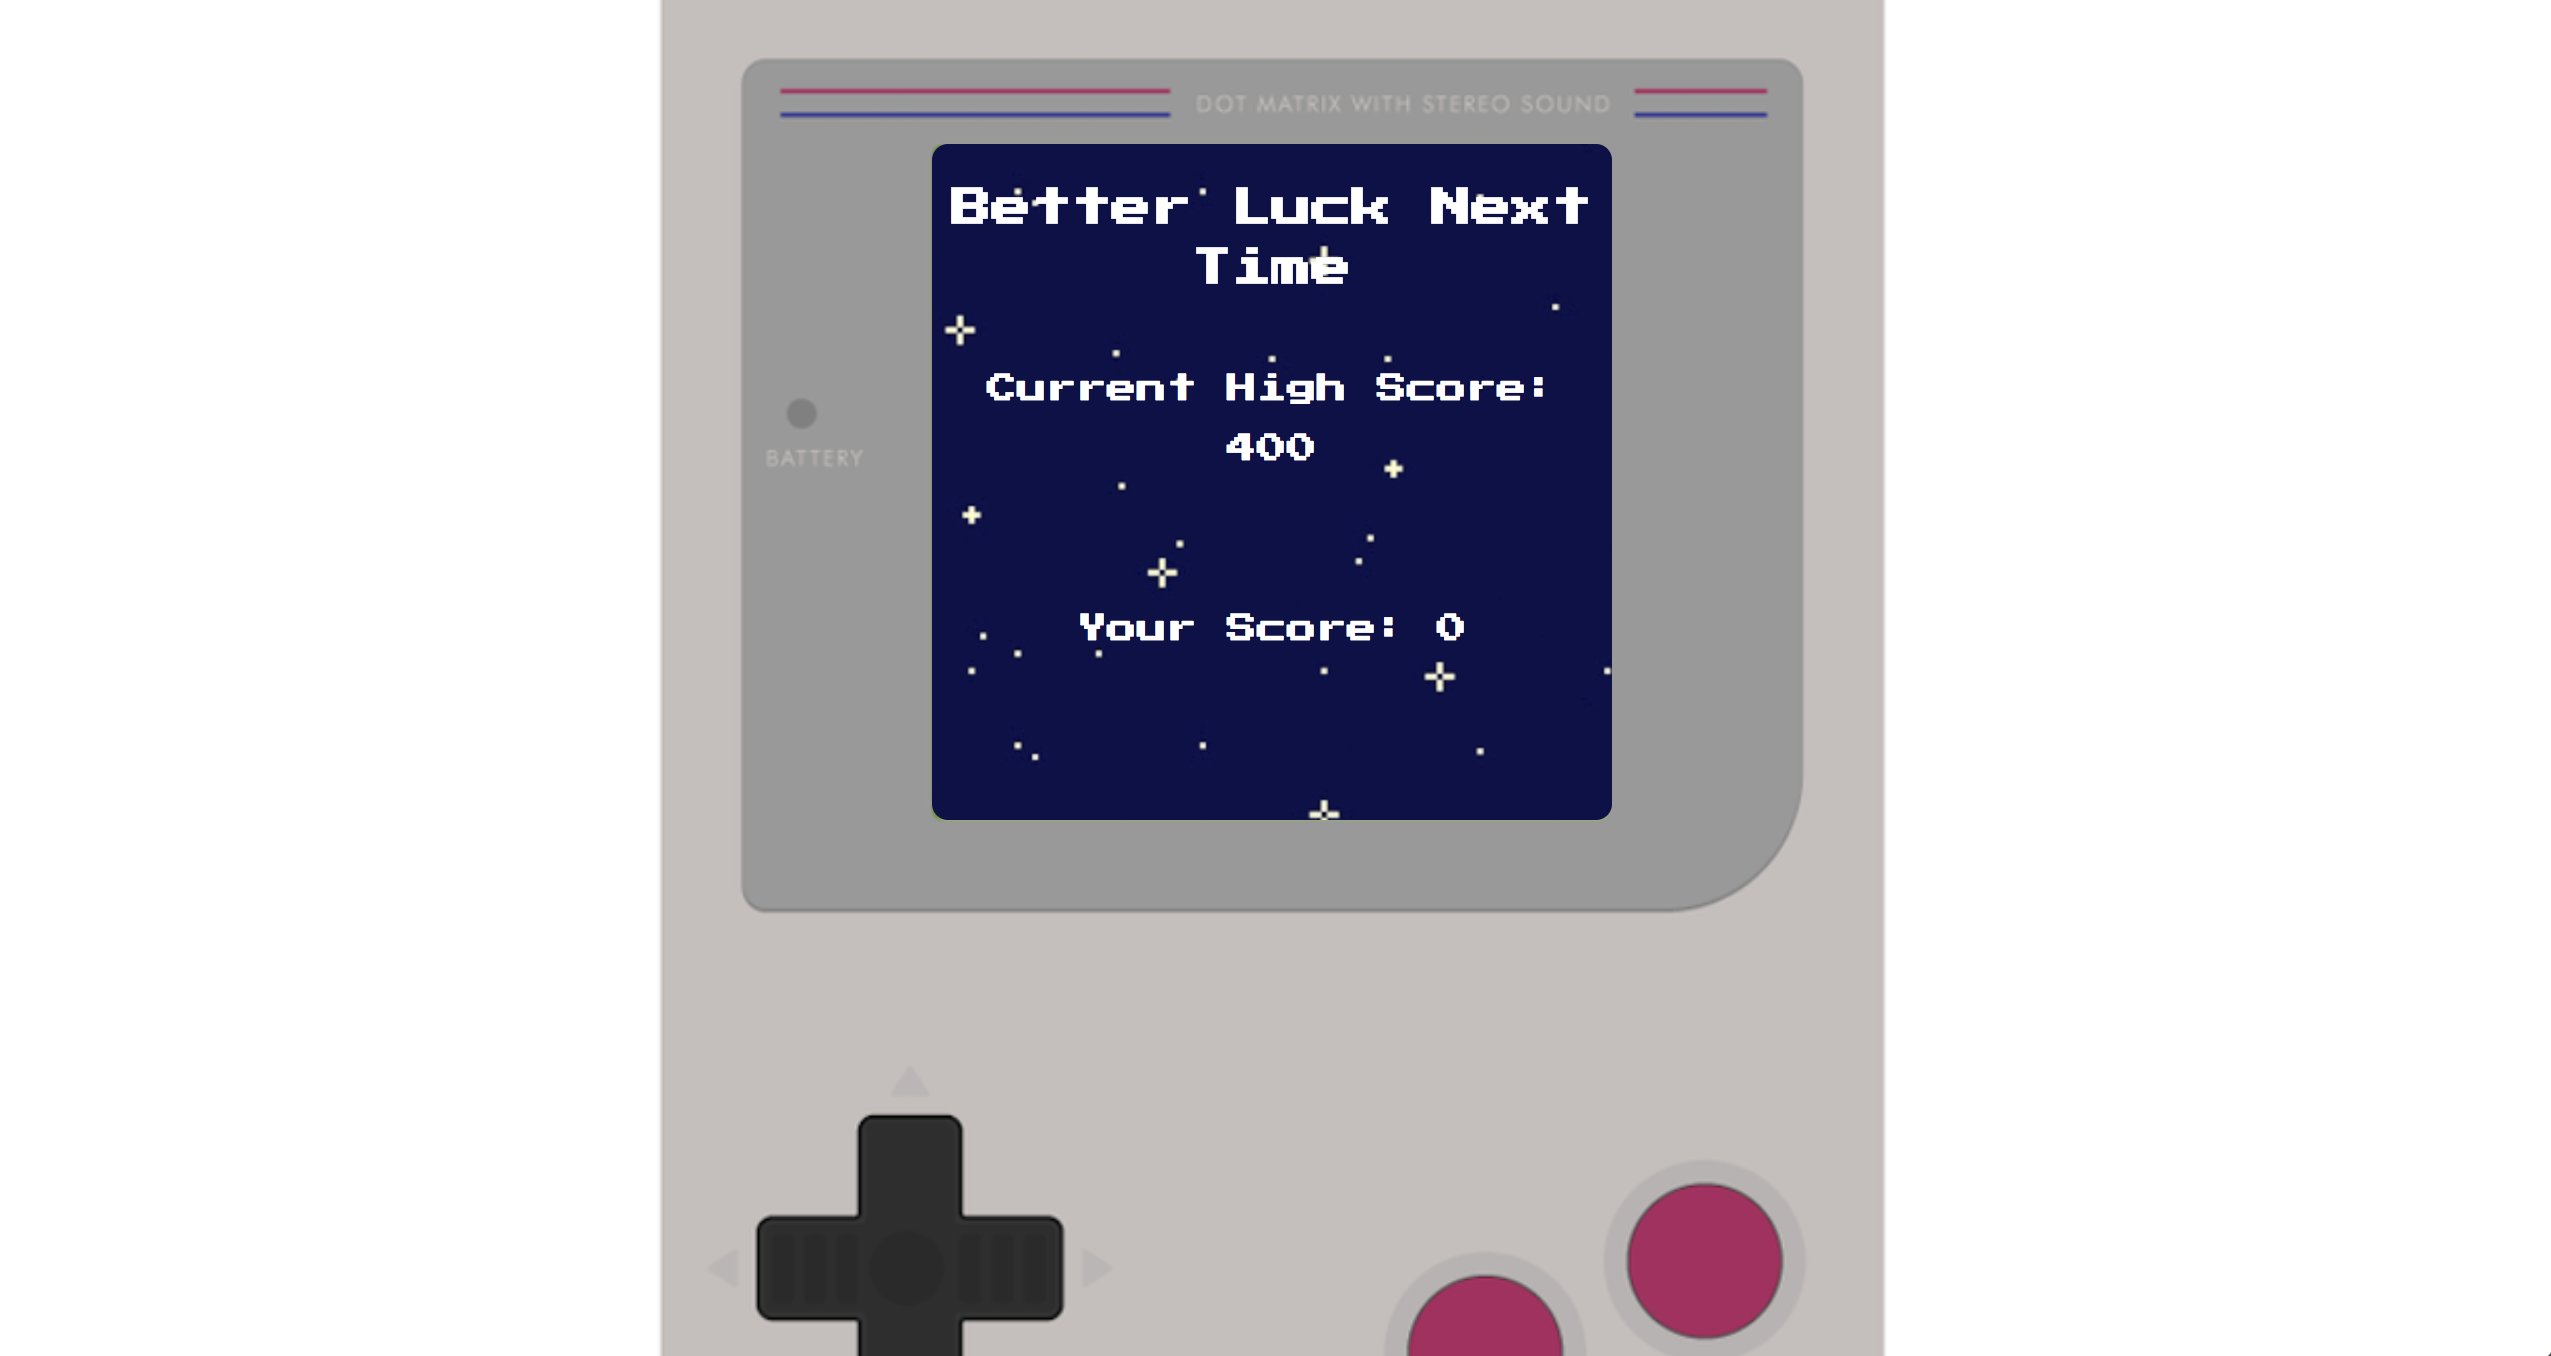 DOT MATRIX WITH STEREO SOUND
Better Luck Next
Time
Current High Score:
400
BATTERY
Your Score: 0